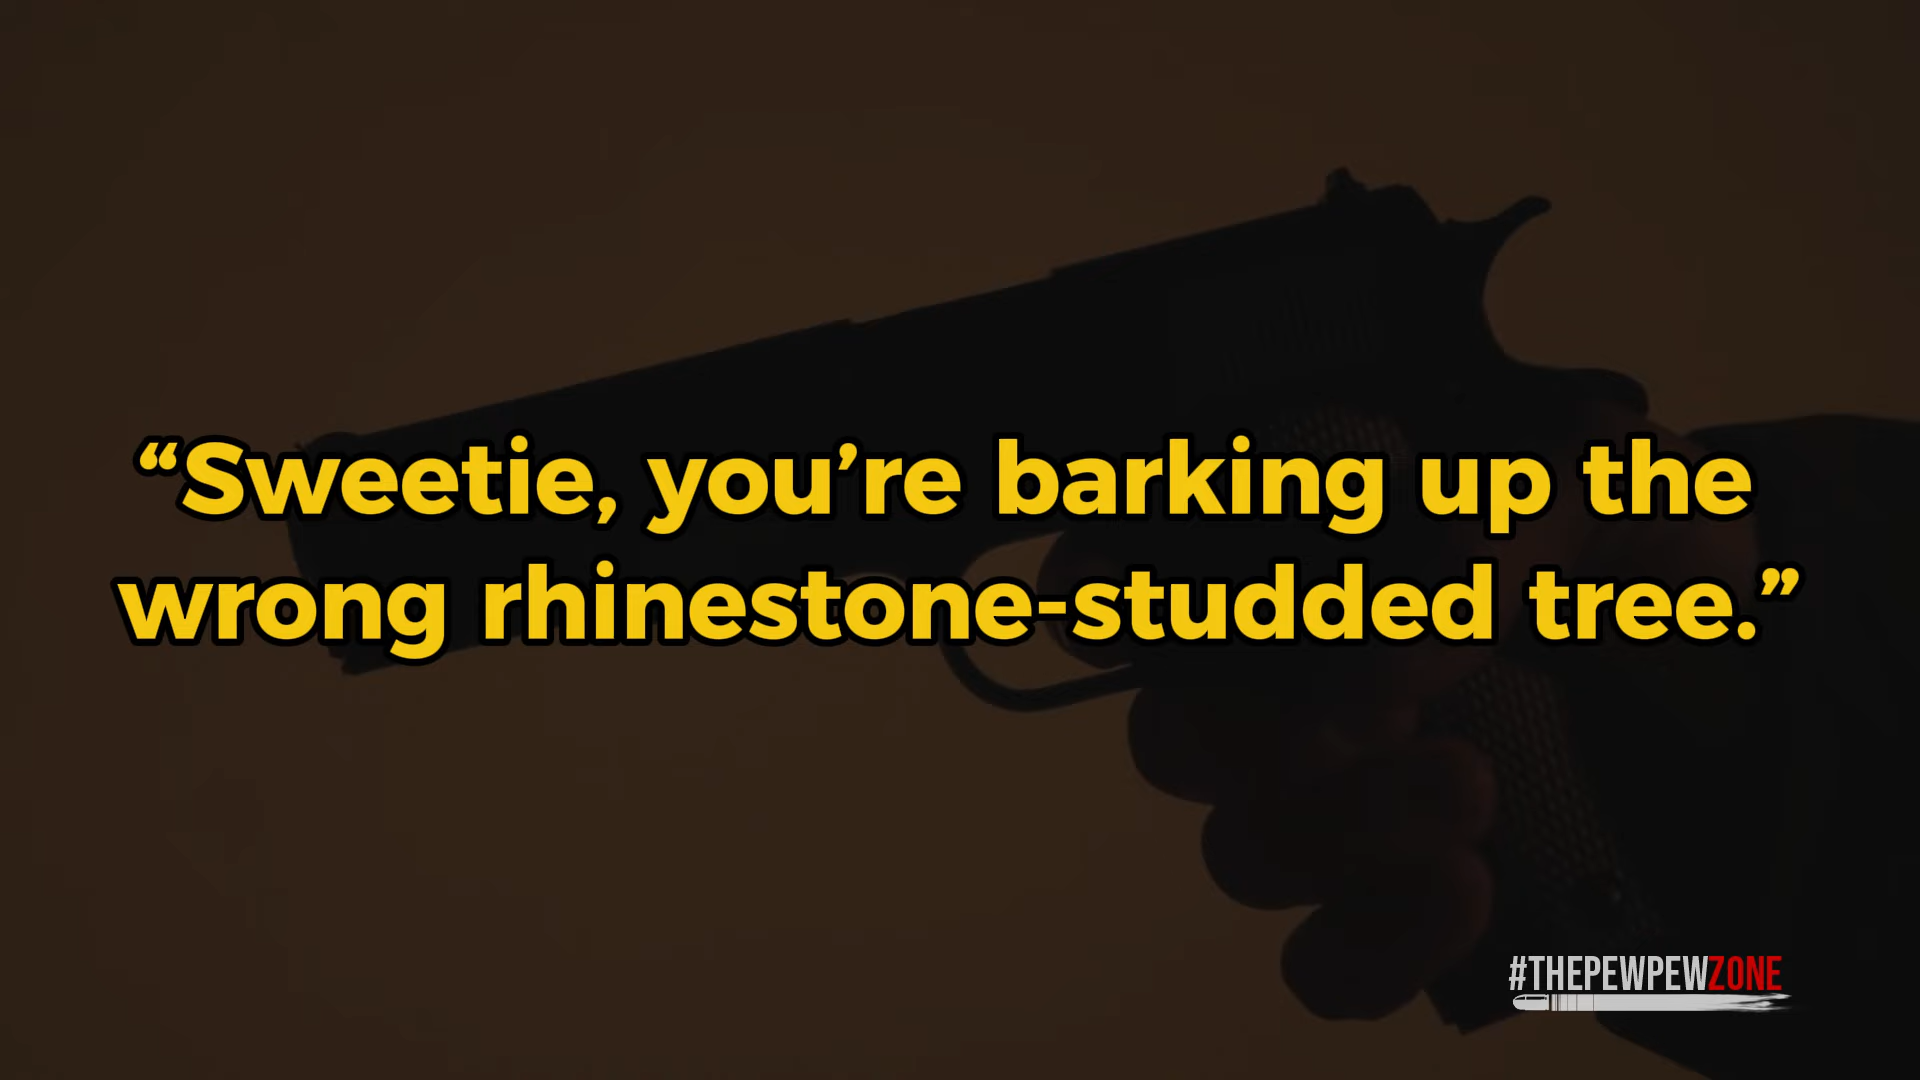 “Sweetie, you’re barking up the
wrong rhinestone-studded tree.”
#THEPEWPEWZONE